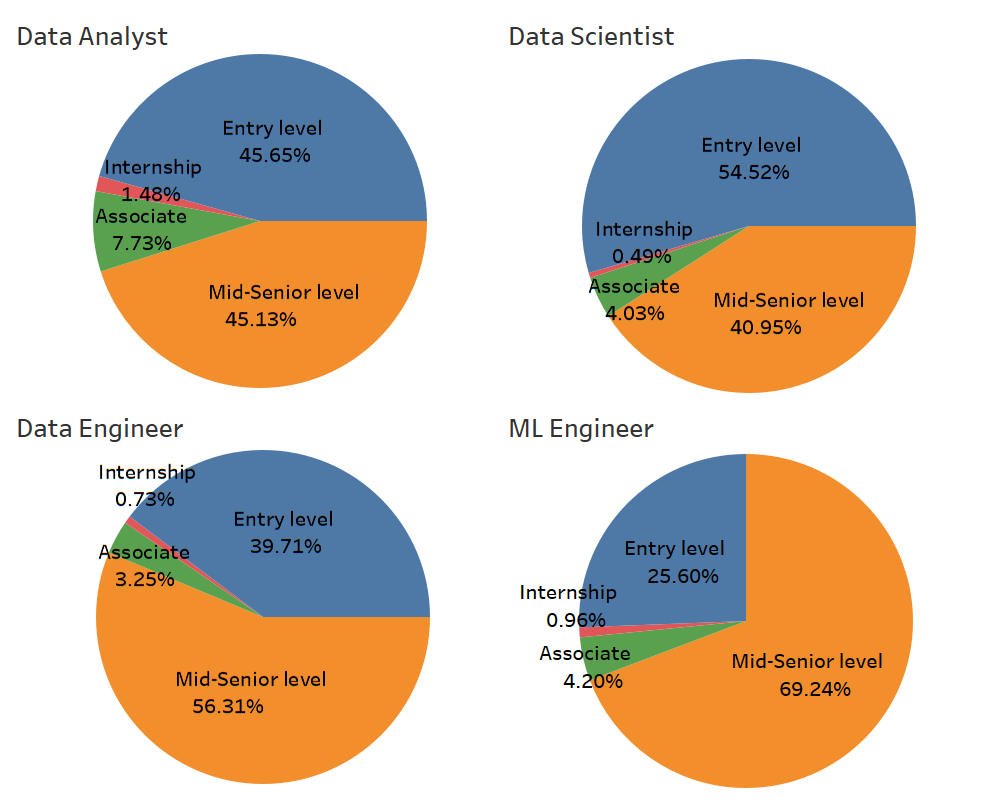 Data Analyst
Entry level
45.65%
Internship
1.48%
Associate
7.73%
Mid-Senior level
45.13%
Data Scientist
Entry level
54.52%
Internship
0.49%
Associate
4.03%
Mid-Senior level
40.95%
Data Engineer
Internship
0.73%
Entry level
39.71%
Associate
3.25%
Mid-Senior level
56.31%
ML Engineer
Entry level
25.60%
Internship
0.96%
Associate
4.20%
Mid-Senior level
69.24%